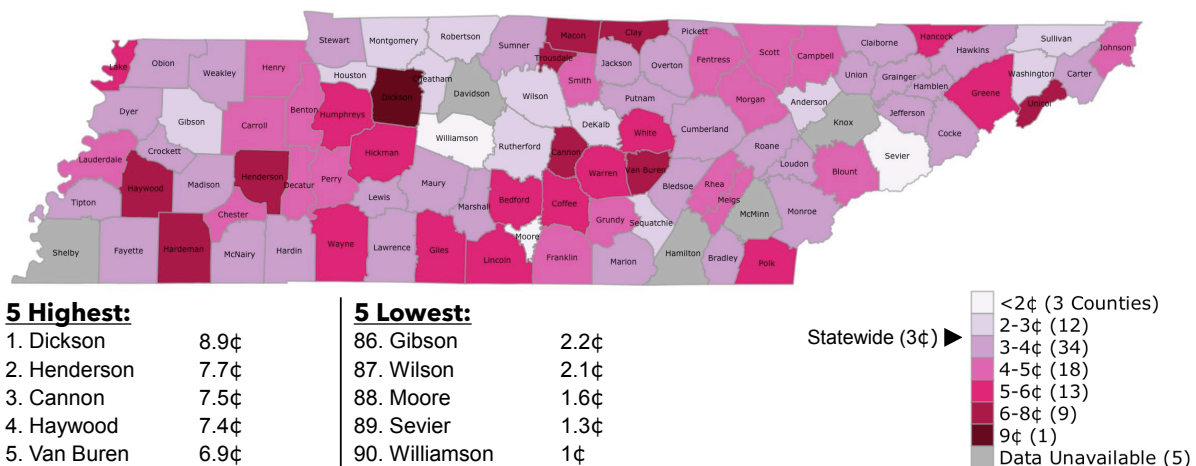 Stewart
Montgomery
Robertson
Sumner
Macon
Clay
Pickett
Scott
Campbell
Claiborne
Hancock
Hawkins
Sullivan
Johnson
Lake
Obion
Weakley
Henry
Houston
Cheatham
Trousdale
Jackson
Overton
Fentress
Union
Grainger
Hamblen
Washington
Carter
Dickson
Davidson
Wilson
Smith
Putnam
Morgan
Anderson
Jefferson
Greene
Unicoi
Dyer
Gibson
Carroll
Benton
Humphreys
Williamson
Rutherford
DeKalb
White
Cumberland
Knox
Cocke
Crockett
Hickman
Cannon
Roane
Loudon
Sevier
Lauderdale
Haywood
Madison
Henderson
Decatur
Perry
Lewis
Maury
Warren
Van Buren
Bledsoe
Rhea
Meigs
Blount
Tipton
Chester
Marshall
Bedford
Coffee
Grundy
Sequatchie
McMinn
Monroe
Shelby
Fayette
Hardeman
McNairy
Hardin
Wayne
Lawrence
Giles
Lincoln
Moore
Franklin
Marion
Hamilton
Bradley
Polk
5 Highest:
1. Dickson 8.9¢
2. Henderson 7.7¢
3. Cannon 7.5¢
4. Haywood 7.4¢
5. Van Buren 6.9¢
5 Lowest:
86. Gibson 2.2¢
87. Wilson 2.1¢
88. Moore 1.6¢
89. Sevier 1.3¢
90. Williamson 1¢
Statewide (3¢) ▶
<2¢ (3 Counties)
2-3¢ (12)
3-4¢ (34)
4-5¢ (18)
5-6¢ (13)
6-8¢ (9)
9¢ (1)
Data Unavailable (5)